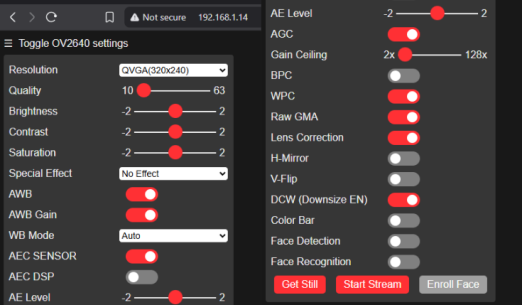 Not secure 192.168.1.14
☰ Toggle OV2640 settings
Resolution QVGA(320x240)
Quality 10 63
Brightness -2 2
Contrast -2 2
Saturation -2 2
Special Effect No Effect
AWB
AWB Gain
WB Mode Auto
AEC SENSOR
AEC DSP
AE Level -2 2
AE Level -2 2
AGC
Gain Ceiling 2x 128x
BPC
WPC
Raw GMA
Lens Correction
H-Mirror
V-Flip
DCW (Downsize EN)
Color Bar
Face Detection
Face Recognition
Get Still Start Stream Enroll Face